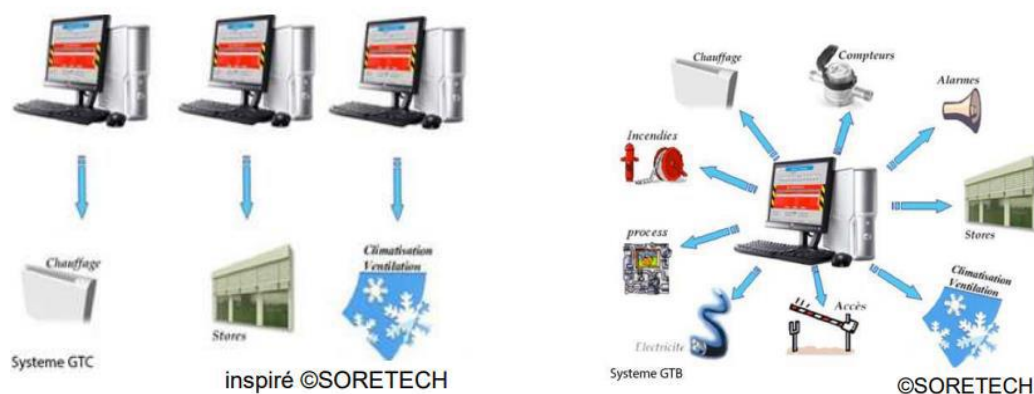 Chauffage
Stores
Climatisation
Ventilation
Systeme GTC
inspiré ©SORETECH
Chauffage
Compteurs
Alarmes
Incendies
Stores
process
Climatisation
Ventilation
Accès
Electricite
Systeme GTB
©SORETECH